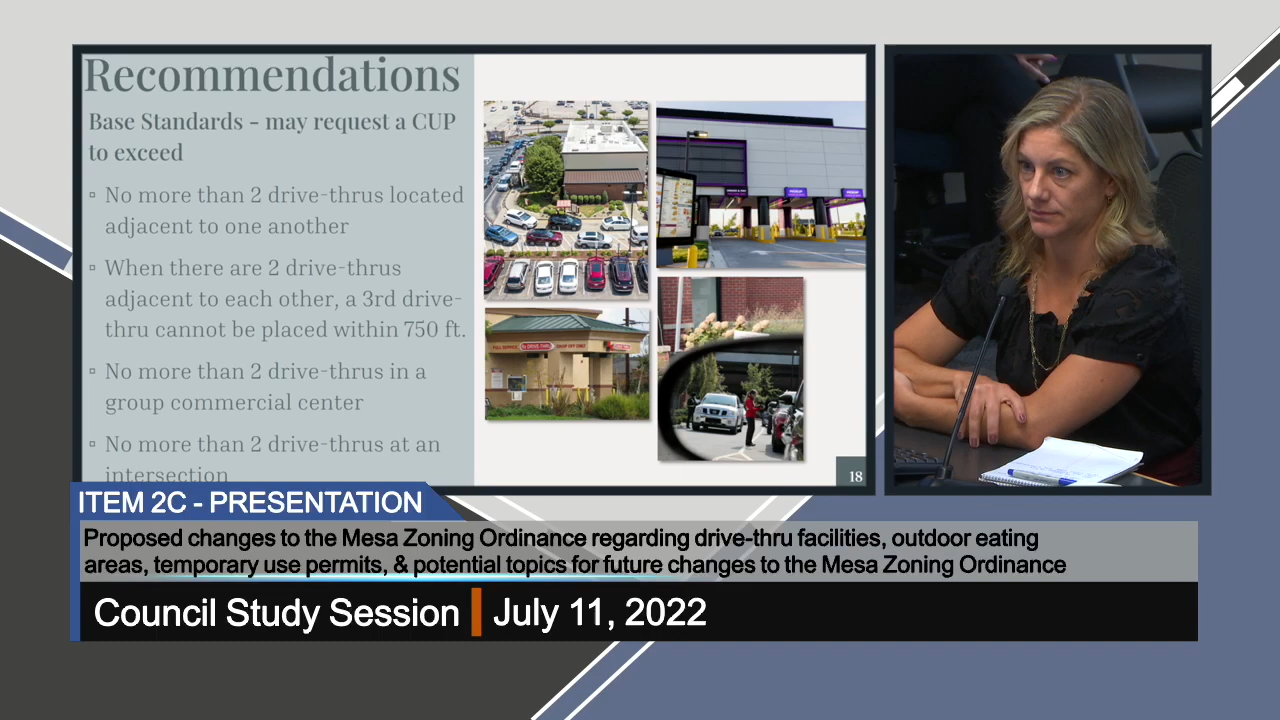 Recommendations
Base Standards - may request a CUP
to exceed
▫ No more than 2 drive-thrus located
adjacent to one another
▫ When there are 2 drive-thrus
adjacent to each other, a 3rd drive-
thru cannot be placed within 750 ft.
▫ No more than 2 drive-thrus in a
group commercial center
▫ No more than 2 drive-thrus at an
intersection
18
ITEM 2C - PRESENTATION
Proposed changes to the Mesa Zoning Ordinance regarding drive-thru facilities, outdoor eating
areas, temporary use permits, & potential topics for future changes to the Mesa Zoning Ordinance
Council Study Session
July 11, 2022